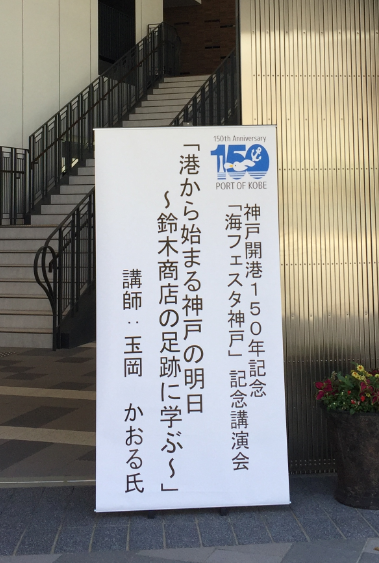 150th Anniversary
150
PORT OF KOBE
神戸開港150年記念
「海フェスタ神戸」記念講演会
「港から始まる神戸の明日
～鈴木商店の足跡に学ぶ～」
講師：玉岡　かおる氏